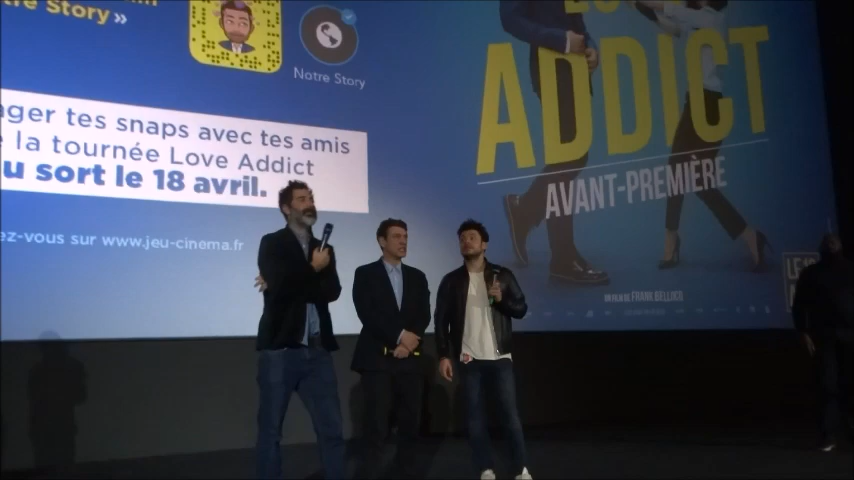 re Story»
Notre Story
ger tes snaps avec tes amis
la tournée Love Addict
u sort le 18 avril.
ez-vous sur www.jeu-cinema.fr
ADDICT
AVANT-PREMIÈRE
UN FILM DE FRANK BELLOCQ